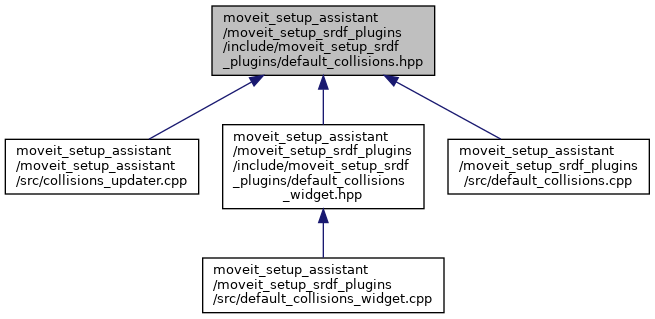 moveit_setup_assistant
/moveit_setup_srdf_plugins
/include/moveit_setup_srdf
_plugins/default_collisions.hpp
moveit_setup_assistant
/moveit_setup_assistant
/src/collisions_updater.cpp
moveit_setup_assistant
/moveit_setup_srdf_plugins
/include/moveit_setup_srdf
_plugins/default_collisions
_widget.hpp
moveit_setup_assistant
/moveit_setup_srdf_plugins
/src/default_collisions.cpp
moveit_setup_assistant
/moveit_setup_srdf_plugins
/src/default_collisions_widget.cpp